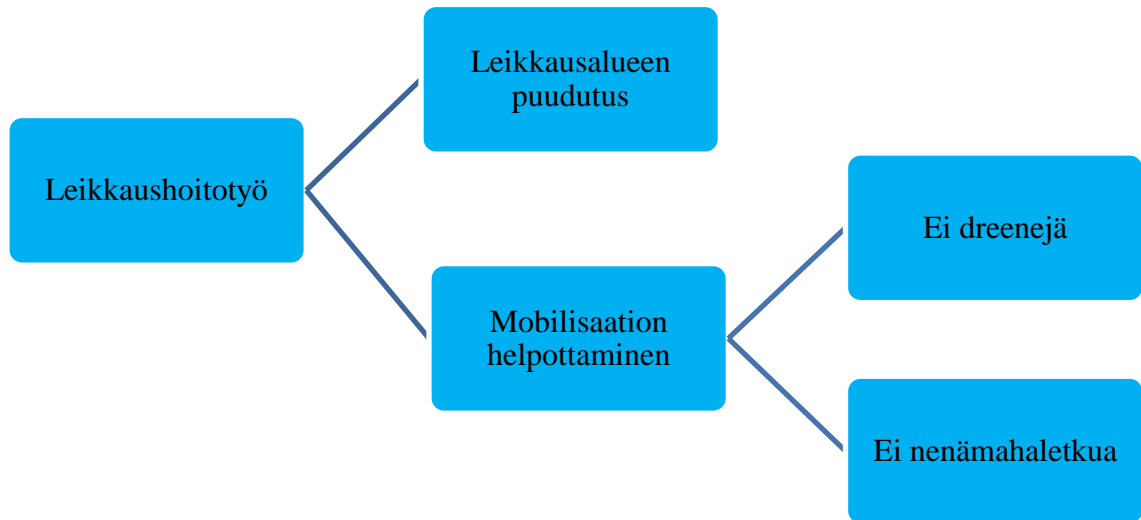 Leikkaushoitotyö
Leikkausalueen
puudutus
Mobilisaation
helpottaminen
Ei dreenejä
Ei nenämahaletkua